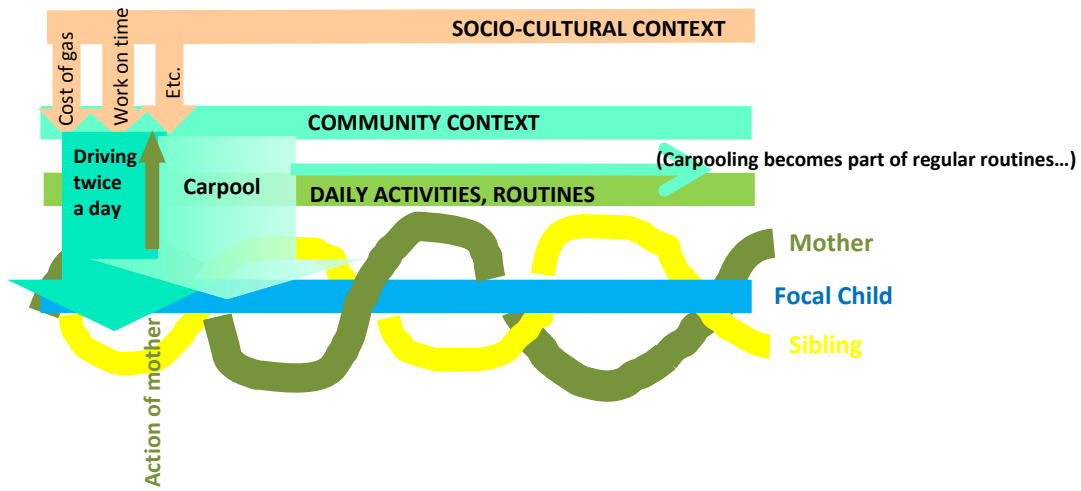 SOCIO-CULTURAL CONTEXT
Cost of gas
Work on time
Etc.
COMMUNITY CONTEXT
(Carpooling becomes part of regular routines…)
Driving
twice
a day
Carpool
DAILY ACTIVITIES, ROUTINES
Mother
Focal Child
Sibling
Action of mother